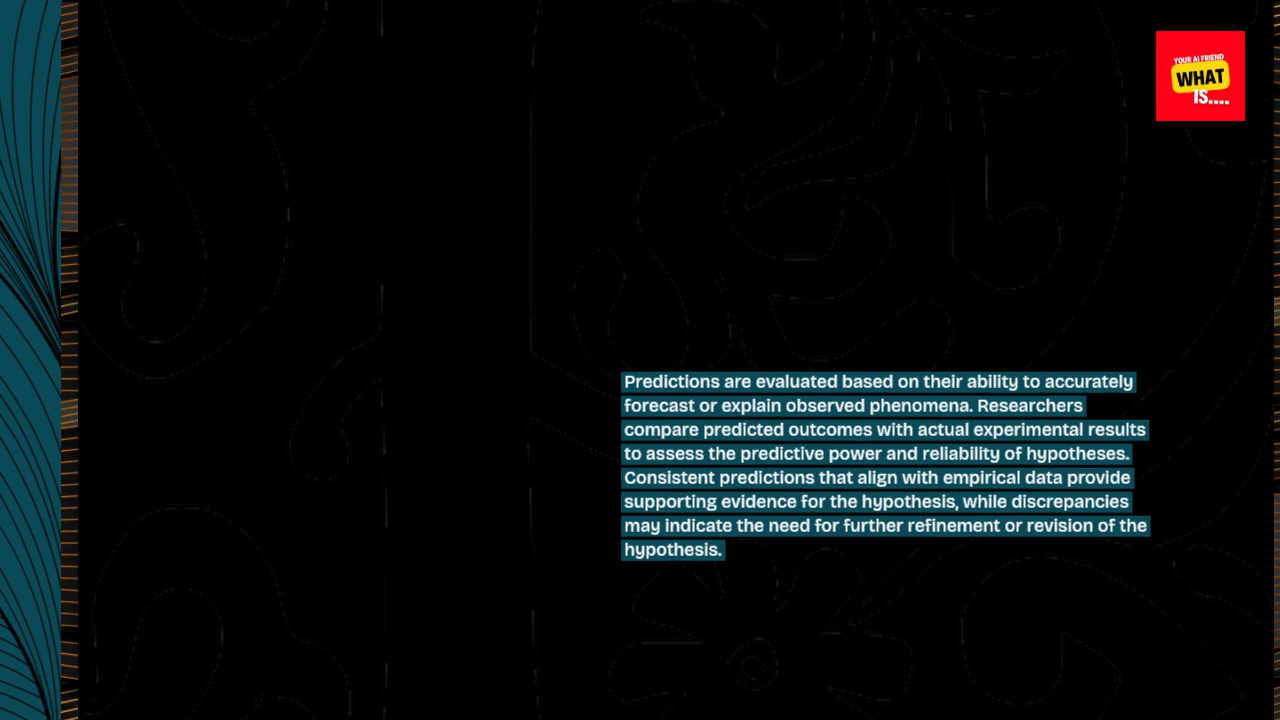 YOUR AI FRIEND
WHAT
IS....
Predictions are evaluated based on their ability to accurately
forecast or explain observed phenomena. Researchers
compare predicted outcomes with actual experimental results
to assess the predictive power and reliability of hypotheses.
Consistent predictions that align with empirical data provide
supporting evidence for the hypothesis, while discrepancies
may indicate the need for further refinement or revision of the
hypothesis.